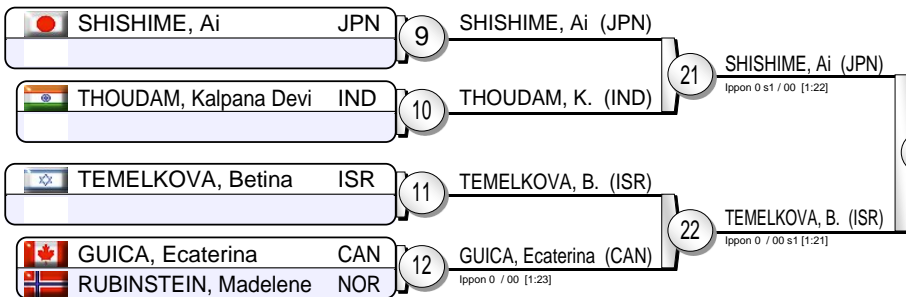 SHISHIME, Ai JPN
9
SHISHIME, Ai (JPN)
THOUDAM, Kalpana Devi IND
10
THOUDAM, K. (IND)
21
SHISHIME, Ai (JPN)
Ippon 0 s1 / 00 [1:22]
TEMELKOVA, Betina ISR
11
TEMELKOVA, B. (ISR)
GUICA, Ecaterina CAN
RUBINSTEIN, Madelene NOR
12
GUICA, Ecaterina (CAN)
Ippon 0 / 00 [1:23]
22
TEMELKOVA, B. (ISR)
Ippon 0 / 00 s1 [1:21]